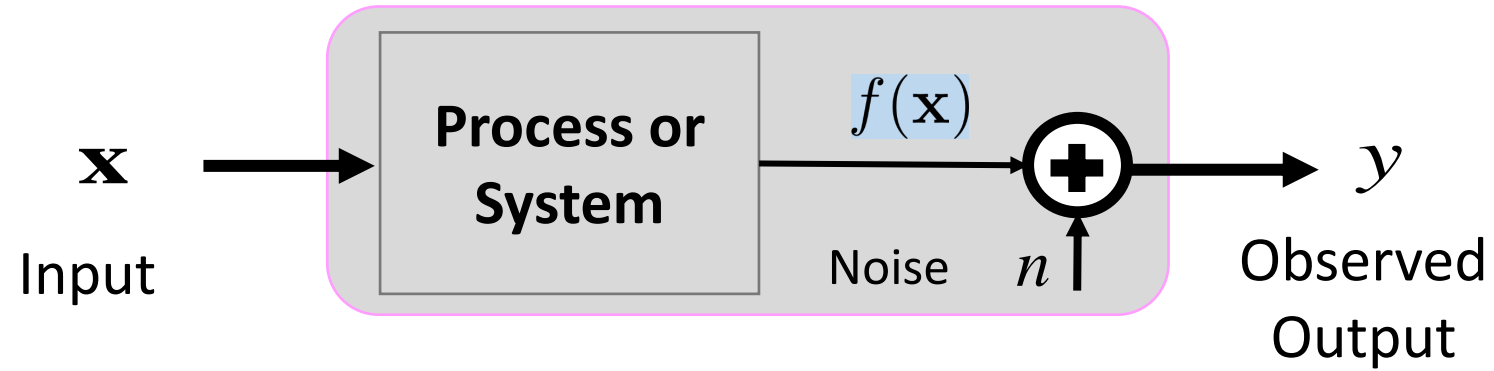 x
Input
Process or
System
f(x)
Noise
n
y
Observed
Output